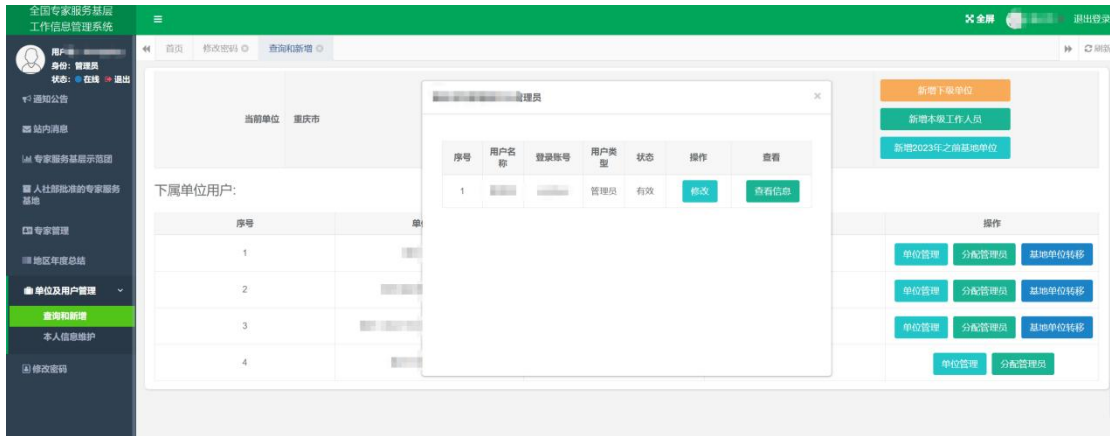 全国专家服务基层
工作信息管理系统
全屏
退出登录
身份：管理员
状态：在线 退出
通知公告
站内消息
专家服务基层示范团
人社部批准的专家服务
基地
专家管理
地区年度总结
单位及用户管理
查询和新增
本人信息维护
修改密码
首页 修改密码 查询和新增
刷新
当前单位 重庆市
新增下级单位
新增本级工作人员
新增2023年之前基地单位
下属单位用户:
序号 操作
1 单位管理 分配管理员 基地单位转移
2 单位管理 分配管理员 基地单位转移
3 单位管理 分配管理员 基地单位转移
4 单位管理 分配管理员
管理员 ×
序号 用户名称 登录账号 用户类型 状态 操作 查看
1 管理员 有效 修改 查看信息